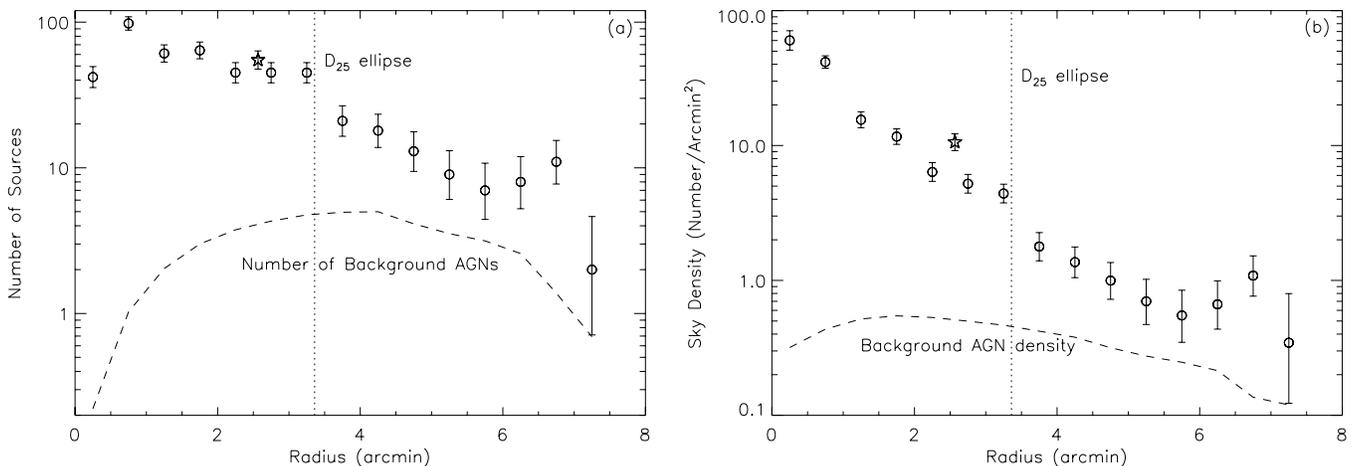 (a)
100
10
1
Number of Sources
D25 ellipse
Number of Background AGNs
0 2 4 6 8
Radius (arcmin)
(b)
100.0
10.0
1.0
0.1
Sky Density (Number/Arcmin²)
D25 ellipse
Background AGN density
0 2 4 6 8
Radius (arcmin)